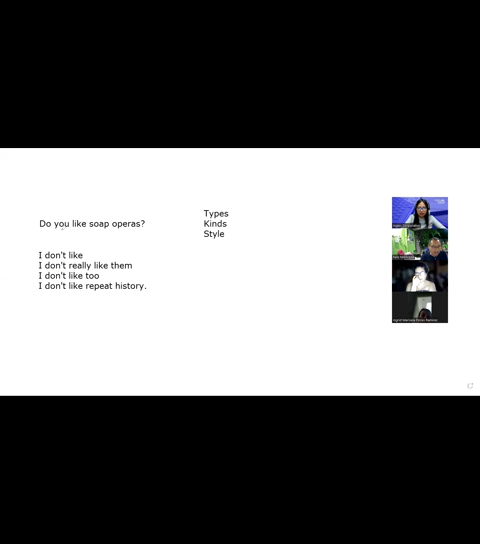 Do you like soap operas?
Types
Kinds
Style
I don't like
I don't really like them
I don't like too
I don't like repeat history.